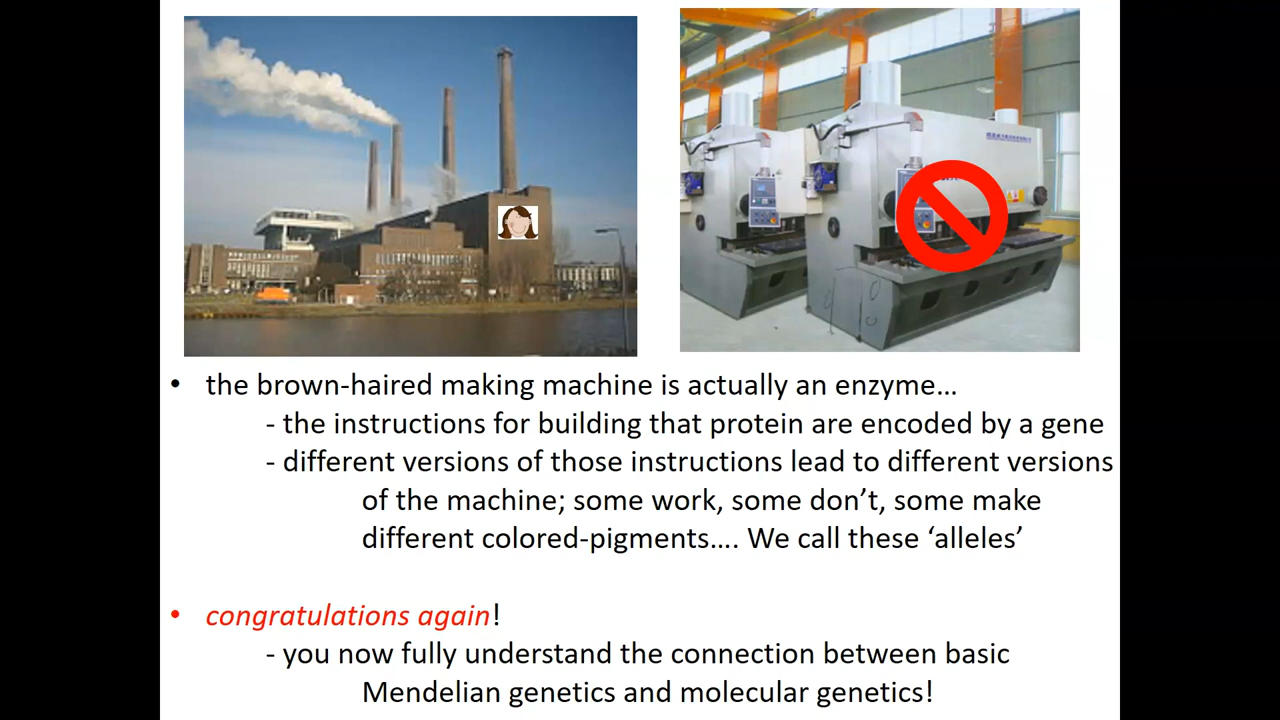 • the brown-haired making machine is actually an enzyme…
- the instructions for building that protein are encoded by a gene
- different versions of those instructions lead to different versions
of the machine; some work, some don’t, some make
different colored-pigments…. We call these ‘alleles’
• congratulations again!
- you now fully understand the connection between basic
Mendelian genetics and molecular genetics!